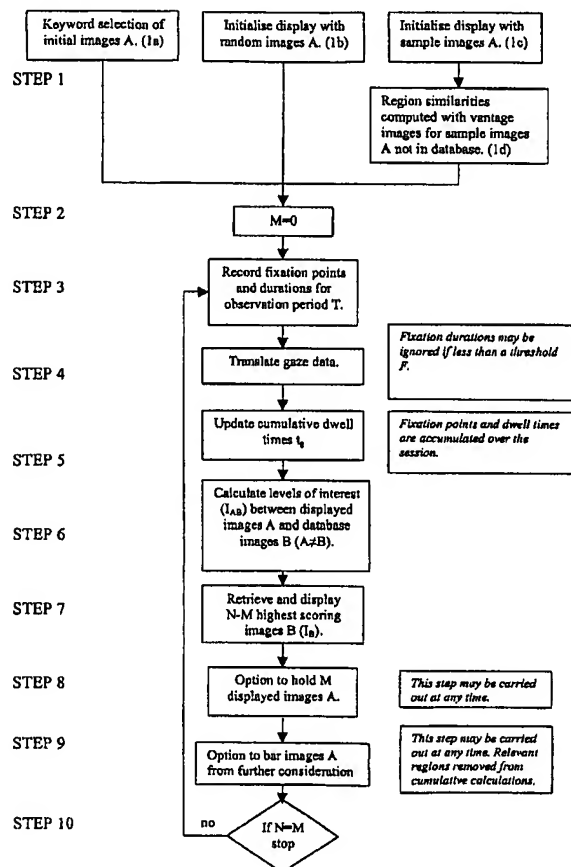 Keyword selection of
initial images A. (1a)
Initialise display with
random images A. (1b)
Initialise display with
sample images A. (1c)
STEP 1
Region similarities
computed with vantage
images for sample images
A not in database. (1d)
STEP 2
M=0
STEP 3
Record fixation points
and durations for
observation period T.
Fixation durations may be
ignored if less than a threshold
F.
STEP 4
Translate gaze data.
Update cumulative dwell
times
Fixation points and dwell times
are accumulated over the
session.
STEP 5
Calculate levels of interest
(I_AB) between displayed
images A and database
images B (A≠B).
STEP 6
STEP 7
Retrieve and display
N-M highest scoring
images B (I_B).
STEP 8
Option to hold M
displayed images A.
This step may be carried
out at any time.
STEP 9
Option to bar images A
from further consideration
This step may be carried
out at any time. Relevant
regions removed from
cumulative calculations.
STEP 10
no
If N=M
stop